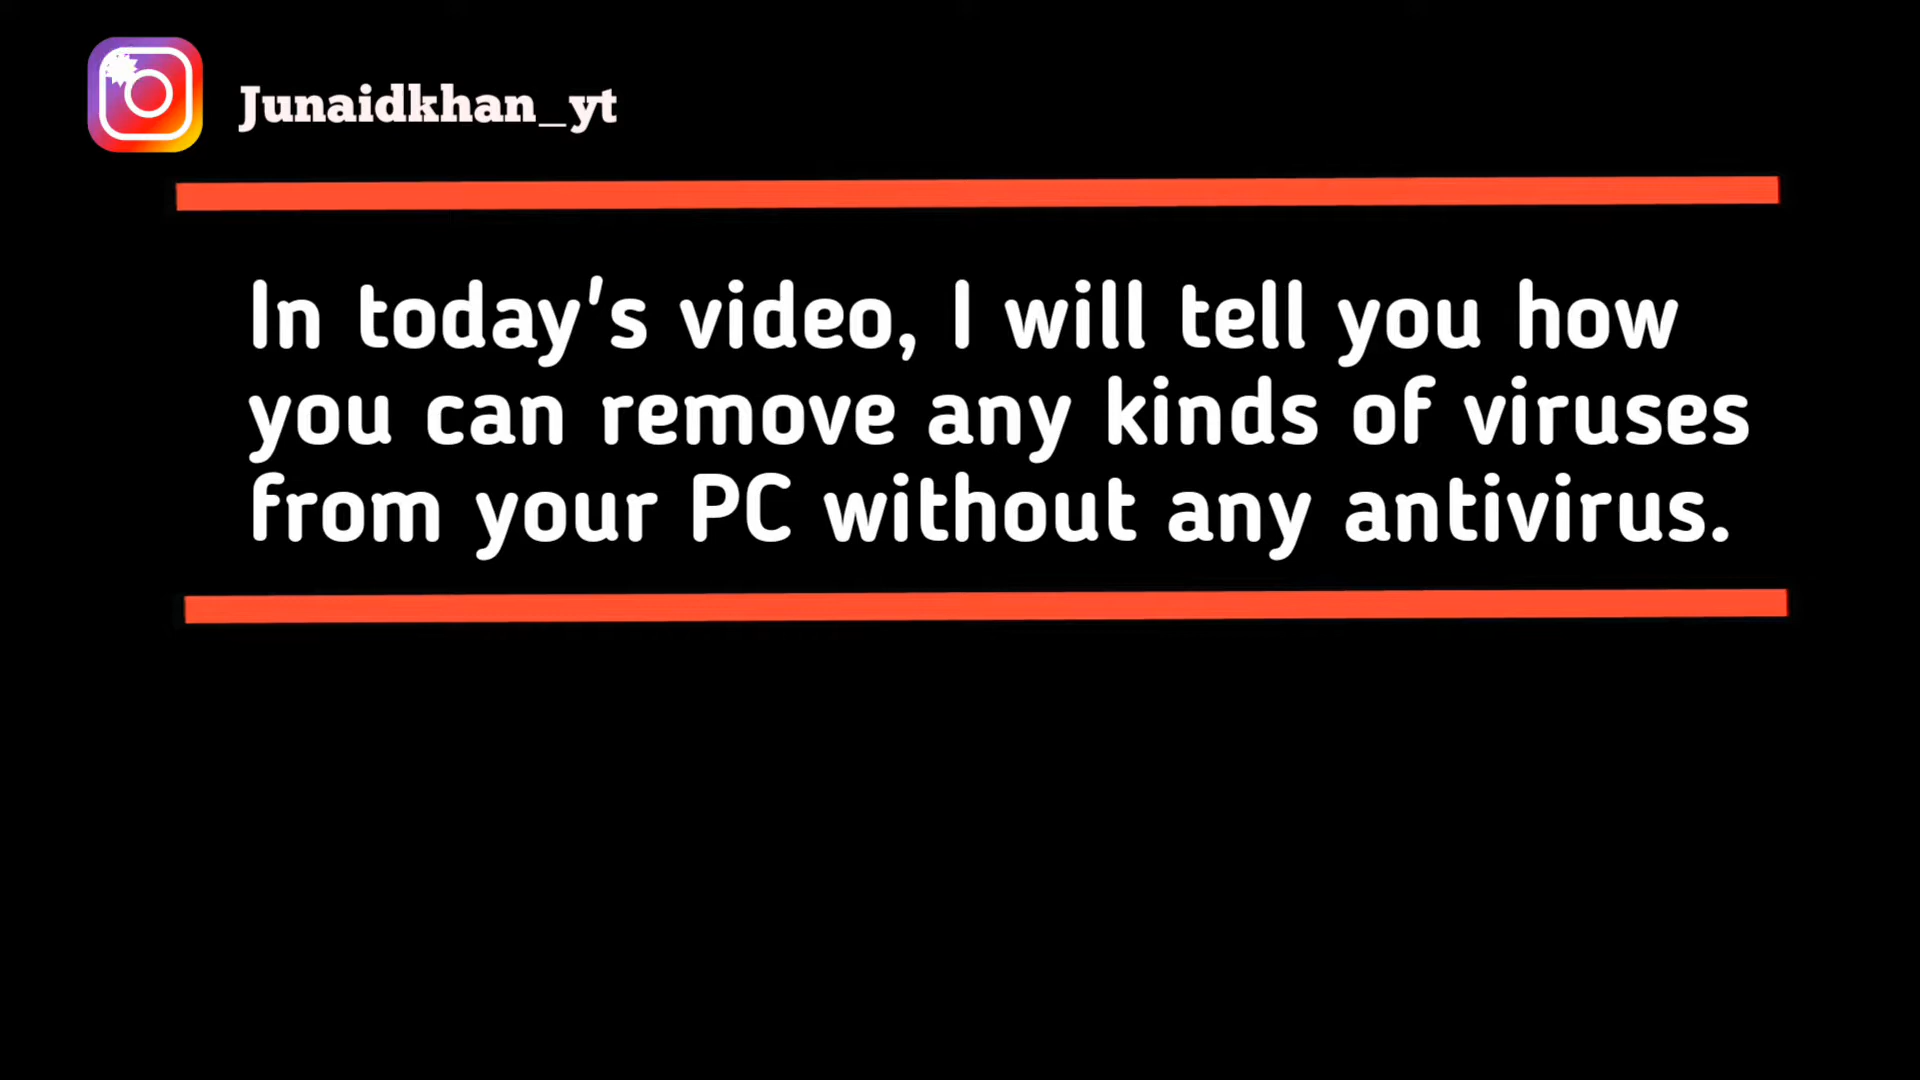 Junaidkhan_yt
In today's video, I will tell you how
you can remove any kinds of viruses
from your PC without any antivirus.